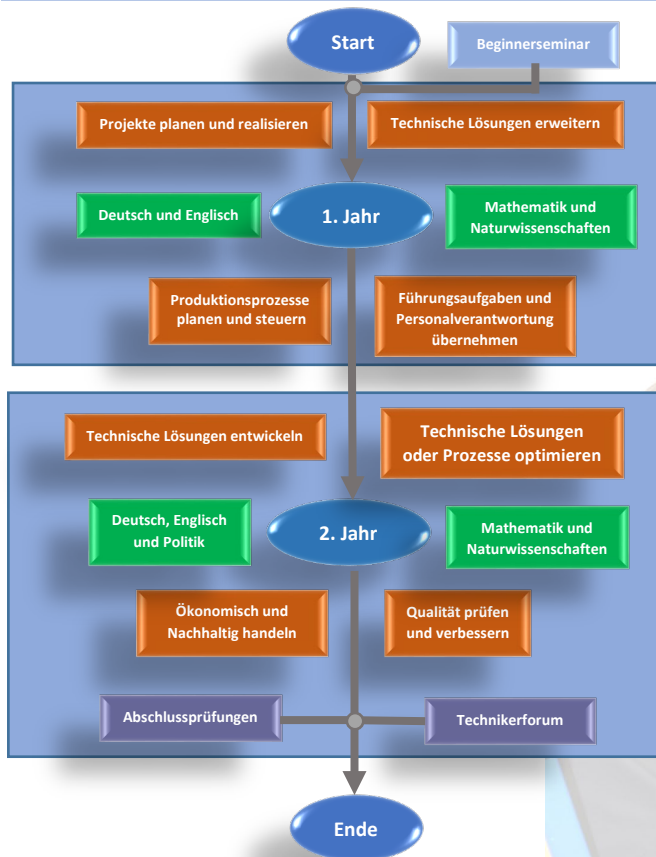 Start
Beginnerseminar
Projekte planen und realisieren
Technische Lösungen erweitern
Deutsch und Englisch
1. Jahr
Mathematik und
Naturwissenschaften
Produktionsprozesse
planen und steuern
Führungsaufgaben und
Personalverantwortung
übernehmen
Technische Lösungen entwickeln
Technische Lösungen
oder Prozesse optimieren
Deutsch, Englisch
und Politik
2. Jahr
Mathematik und
Naturwissenschaften
Ökonomisch und
Nachhaltig handeln
Qualität prüfen
und verbessern
Abschlussprüfungen
Technikerforum
Ende